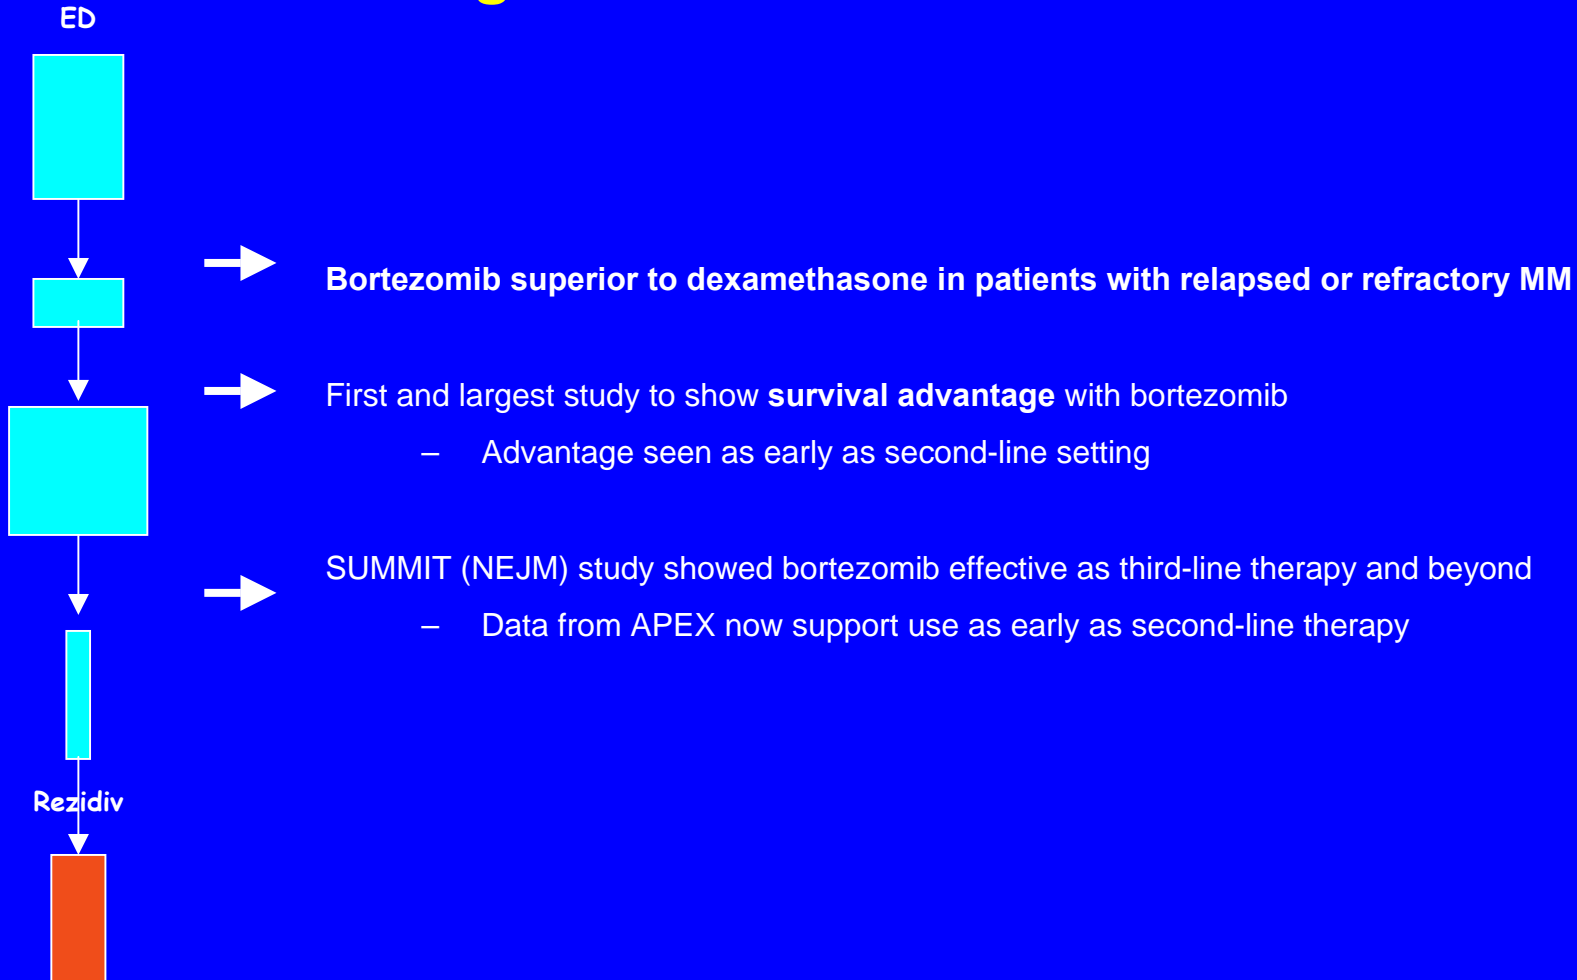 ED
Bortezomib superior to dexamethasone in patients with relapsed or refractory MM
First and largest study to show survival advantage with bortezomib
– Advantage seen as early as second-line setting
SUMMIT (NEJM) study showed bortezomib effective as third-line therapy and beyond
– Data from APEX now support use as early as second-line therapy
Rezidiv